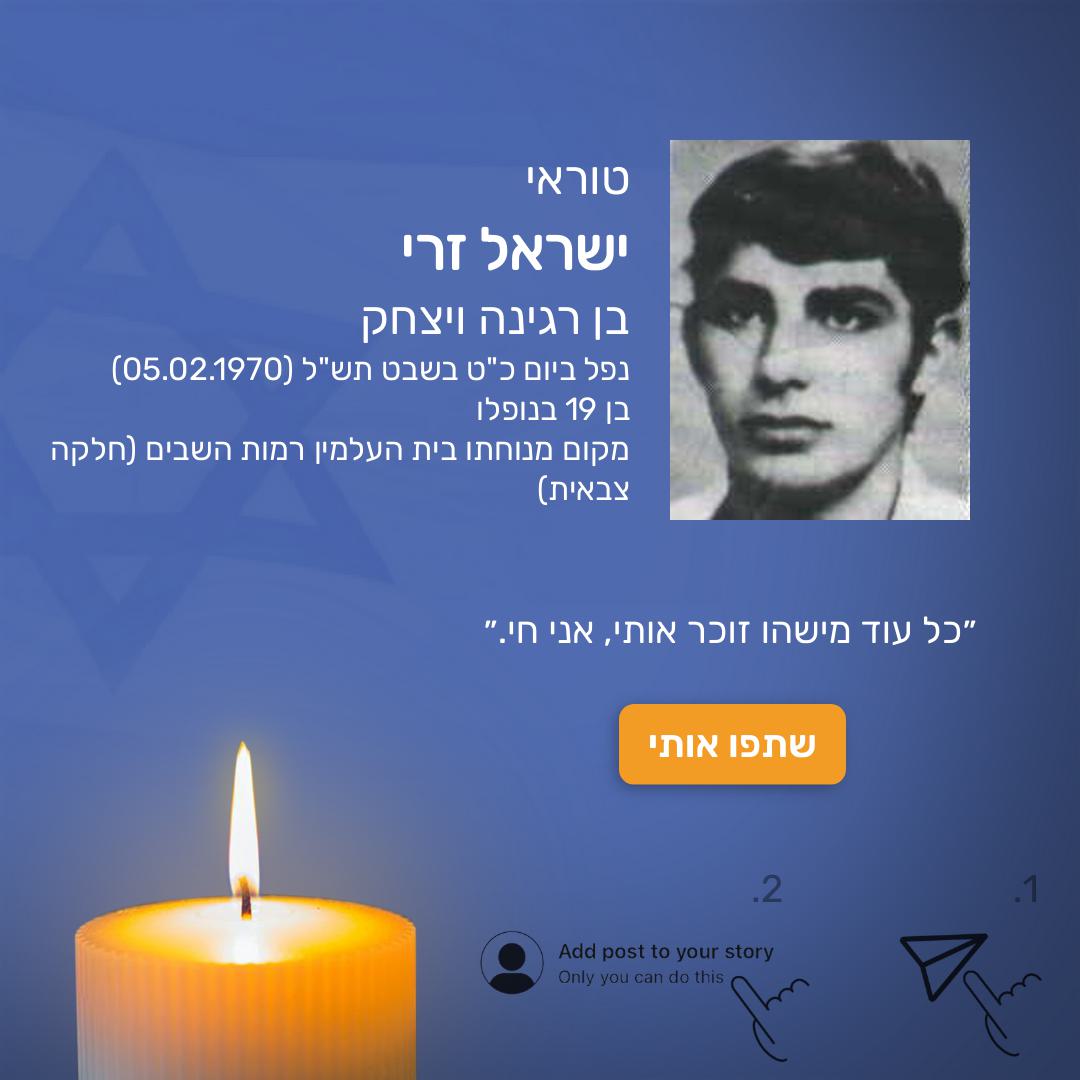 טוראי
ישראל זרי
בן רגינה ויצחק
נפל ביום כ"ט בשבט תש"ל (05.02.1970)
בן 19 בנופלו
מקום מנוחתו בית העלמין רמות השבים (חלקה
צבאית)
״כל עוד מישהו זוכר אותי, אני חי.״
שתפו אותי
.1
.2
Add post to your story
Only you can do this